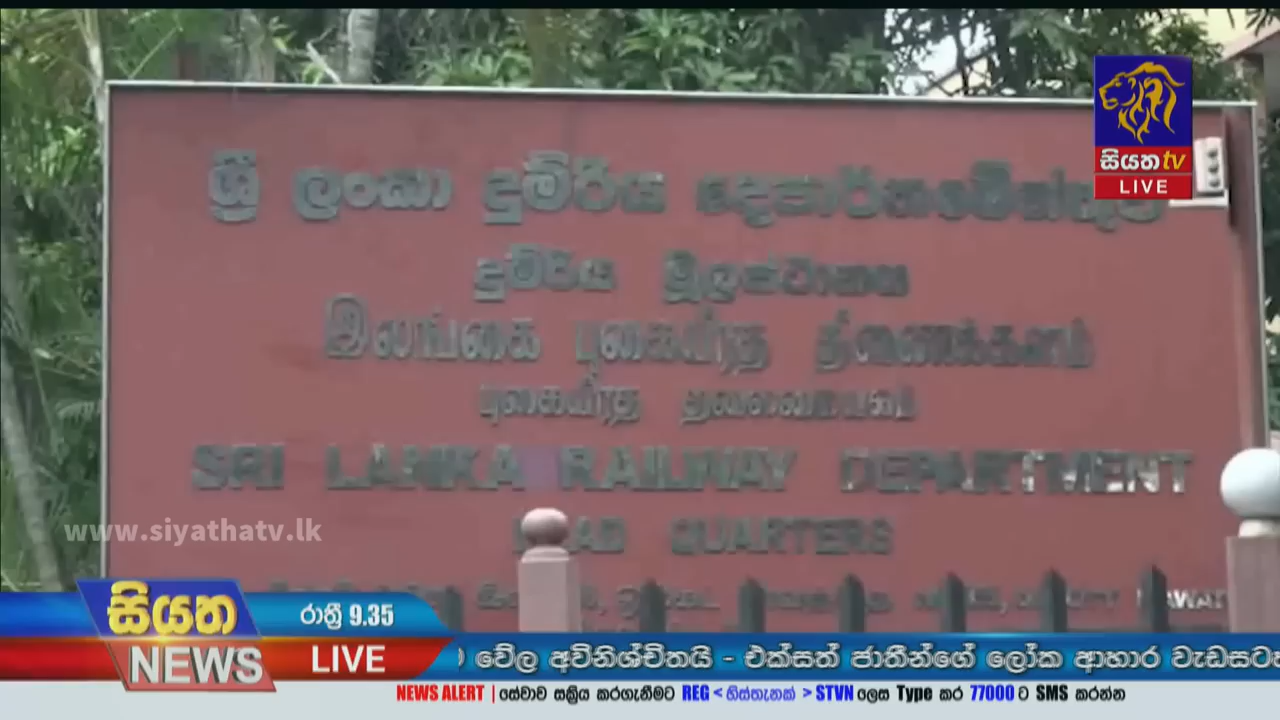 සියත tv
LIVE
ශ්‍රී ලංකා දුම්රිය දෙපාර්තමේන්තුව
දුම්රිය මූලස්ථානය
இலங்கை புகையிரத திணைக்களம்
புகையிரத தலைமையகம்
SRI LANKA RAILWAY DEPARTMENT
HEAD QUARTERS
www.siyathatv.lk
සියත
NEWS
රාත්‍රී 9.35
LIVE
වේල අවිනිශ්චිතයි - එක්සත් ජාතීන්ගේ ලෝක ආහාර වැඩසටහ
NEWS ALERT | සේවාව සක්‍රිය කරගැනීමට REG < හිස්තැනක් > STVN ලෙස Type කර 77000 ට SMS කරන්න